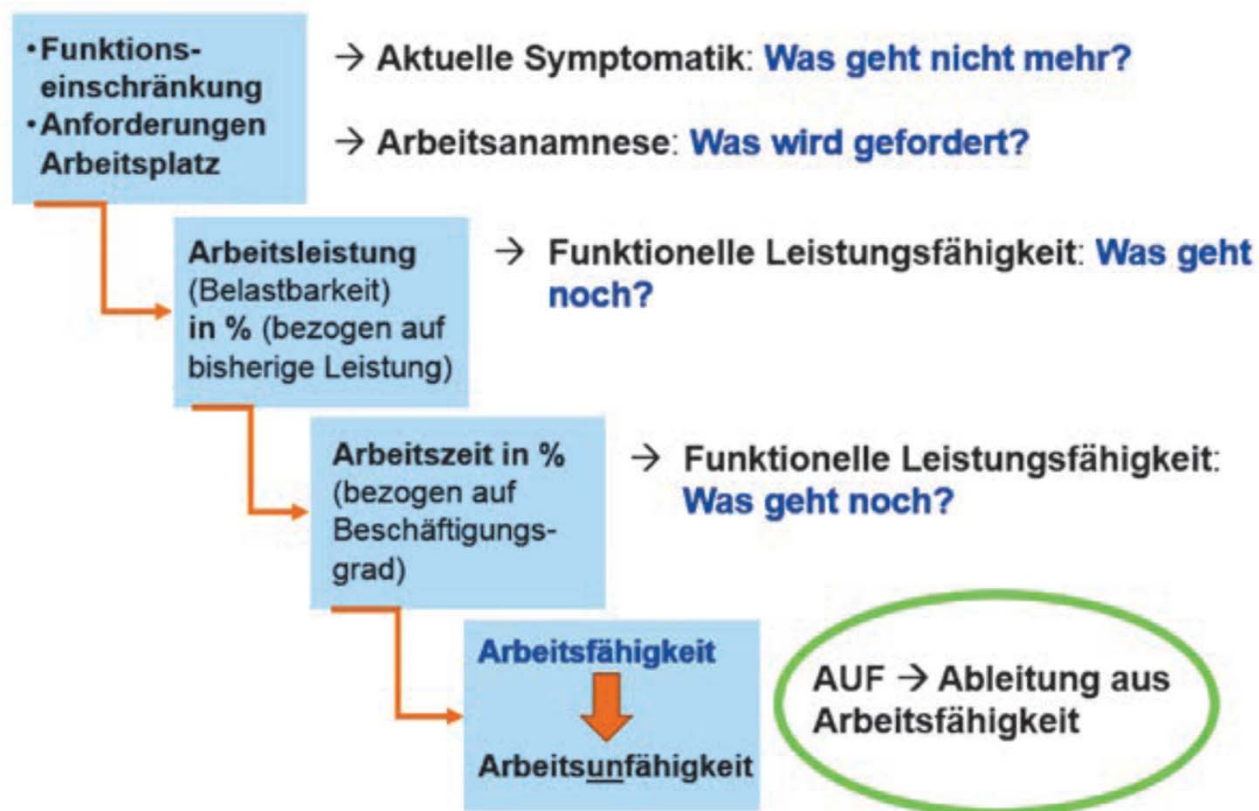 •Funktions-
einschränkung
•Anforderungen
Arbeitsplatz
→ Aktuelle Symptomatik: Was geht nicht mehr?
→ Arbeitsanamnese: Was wird gefordert?
Arbeitsleistung
(Belastbarkeit)
in % (bezogen auf
bisherige Leistung)
→ Funktionelle Leistungsfähigkeit: Was geht
noch?
Arbeitszeit in %
(bezogen auf
Beschäftigungs-
grad)
→ Funktionelle Leistungsfähigkeit:
Was geht noch?
Arbeitsfähigkeit
Arbeitsunfähigkeit
AUF → Ableitung aus
Arbeitsfähigkeit